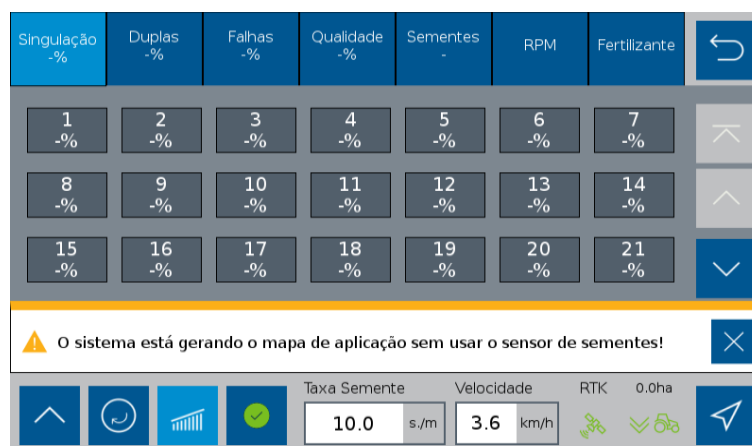 Singulação Duplas Falhas Qualidade Sementes RPM Fertilizante
-% -% -% -% -
1 2 3 4 5 6 7
-% -% -% -% -% -% -%
8 9 10 11 12 13 14
-% -% -% -% -% -% -%
15 16 17 18 19 20 21
-% -% -% -% -% -% -%
O sistema está gerando o mapa de aplicação sem usar o sensor de sementes!
Taxa Semente Velocidade RTK 0.0ha
10.0 s./m 3.6 km/h